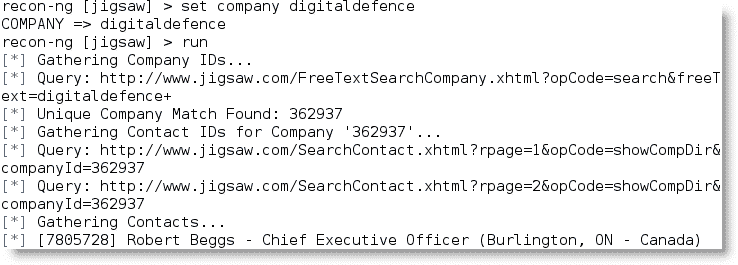 recon-ng [jigsaw] > set company digitaldefence
COMPANY => digitaldefence
recon-ng [jigsaw] > run
[*] Gathering Company IDs...
[*] Query: http://www.jigsaw.com/FreeTextSearchCompany.xhtml?opCode=search&freeT
ext=digitaldefence+
[*] Unique Company Match Found: 362937
[*] Gathering Contact IDs for Company '362937'...
[*] Query: http://www.jigsaw.com/SearchContact.xhtml?rpage=1&opCode=showCompDir&
companyId=362937
[*] Query: http://www.jigsaw.com/SearchContact.xhtml?rpage=2&opCode=showCompDir&
companyId=362937
[*] Gathering Contacts...
[*] [7805728] Robert Beggs - Chief Executive Officer (Burlington, ON - Canada)